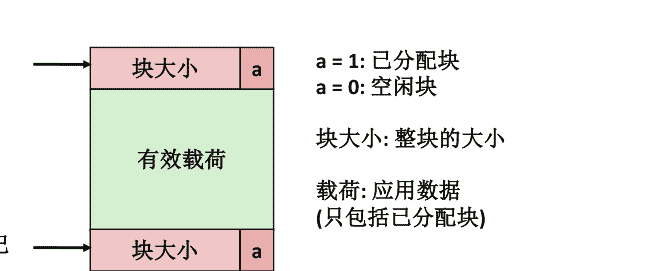 块大小 a
a = 1: 已分配块
a = 0: 空闲块
有效载荷
块大小: 整块的大小
载荷: 应用数据
(只包括已分配块)
块大小 a